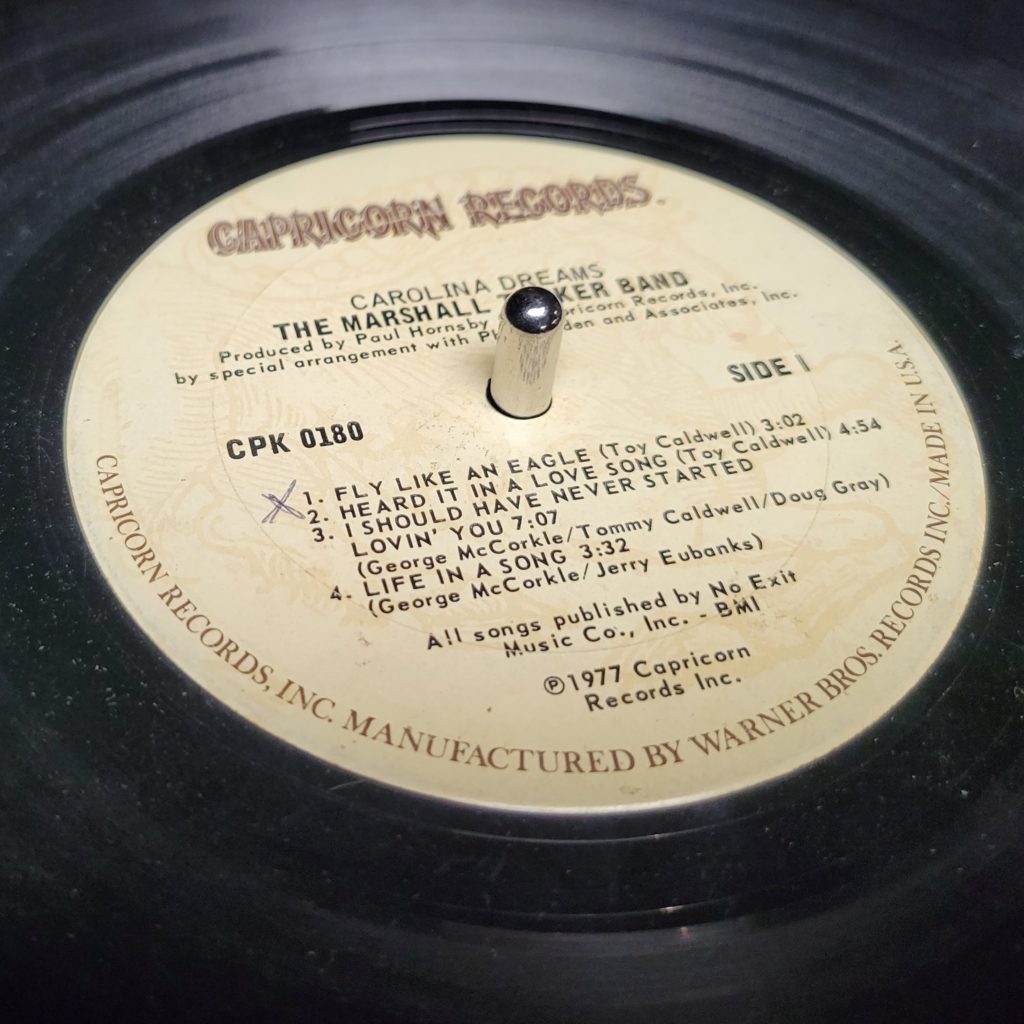 CAPRICORN RECORDS.
CAROLINA DREAMS
THE MARSHALL KER BAND
Produced by Paul Hornsby, pricorn Records, Inc.
by special arrangement with den and Associates, Inc.
SIDE 1
CPK 0180
X
1. FLY LIKE AN EAGLE (Toy Caldwell) 3:02
2. HEARD IT IN A LOVE SONG (Toy Caldwell) 4:54
3. I SHOULD HAVE NEVER STARTED
LOVIN' YOU 7:07
(George McCorkle/Tommy Caldwell/Doug Gray)
4. LIFE IN A SONG 3:32
(George McCorkle/Jerry Eubanks)
All songs published by No Exit
Music Co., Inc. - BMI
℗1977 Capricorn
Records Inc.
CAPRICORN RECORDS, INC. MANUFACTURED BY WARNER BROS. RECORDS INC./MADE IN U.S.A.